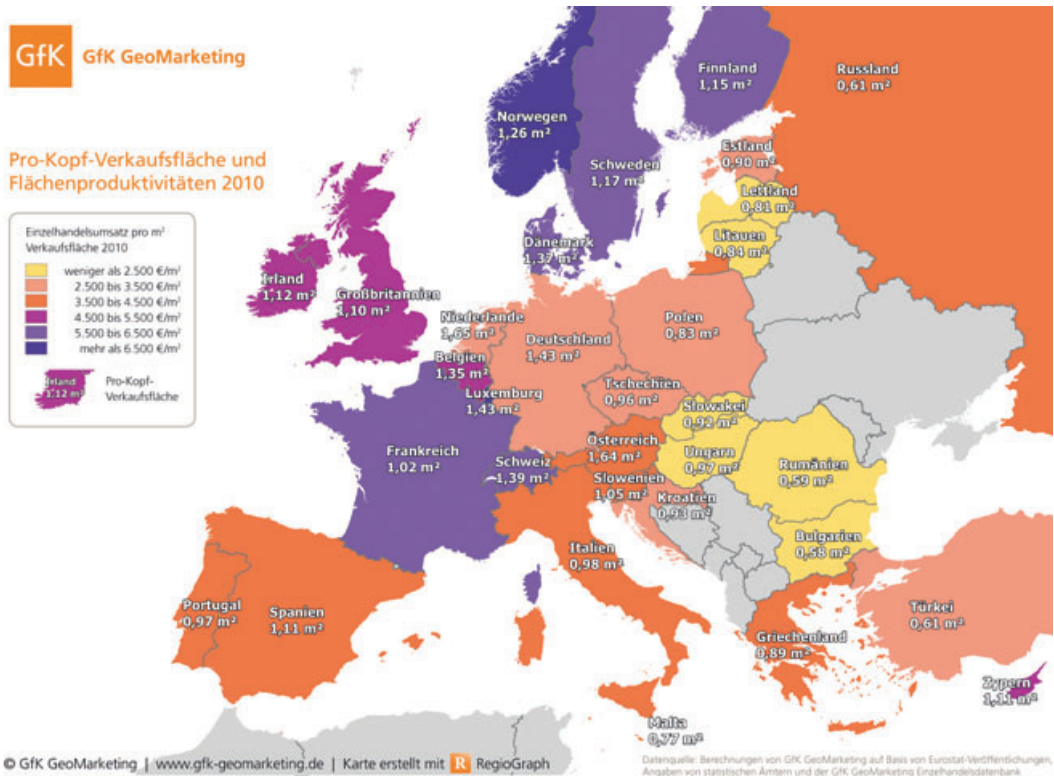 GfK GfK GeoMarketing
Pro-Kopf-Verkaufsfläche und
Flächenproduktivitäten 2010
Einzelhandelsumsatz pro m²
Verkaufsfläche 2010
weniger als 2.500 €/m²
2.500 bis 3.500 €/m²
3.500 bis 4.500 €/m²
4.500 bis 5.500 €/m²
5.500 bis 6.500 €/m²
mehr als 6.500 €/m²
Irland
1,12 m²
Pro-Kopf-
Verkaufsfläche
Finnland
1,15 m²
Russland
0,61 m²
Norwegen
1,26 m²
Schweden
1,17 m²
Estland
0,90 m²
Lettland
0,81 m²
Litauen
0,84 m²
Dänemark
1,37 m²
Irland
1,12 m²
Großbritannien
1,10 m²
Niederlande
1,65 m²
Deutschland
1,43 m²
Polen
0,83 m²
Belgien
1,35 m²
Luxemburg
1,43 m²
Tschechien
0,96 m²
Slowakei
0,92 m²
Frankreich
1,02 m²
Schweiz
1,39 m²
Österreich
1,64 m²
Ungarn
0,97 m²
Rumänien
0,59 m²
Slowenien
1,05 m²
Kroatien
0,93 m²
Bulgarien
0,58 m²
Italien
0,98 m²
Portugal
0,97 m²
Spanien
1,11 m²
Griechenland
0,89 m²
Türkei
0,61 m²
Zypern
1,11 m²
Malta
0,77 m²
© GfK GeoMarketing | www.gfk-geomarketing.de | Karte erstellt mit R RegioGraph
Datenquelle: Berechnungen von GfK GeoMarketing auf Basis von Eurostat-Veröffentlichungen,
Angaben von statistischen Ämtern und der GfK GeoMarketing Einzelhandelsdatenbank